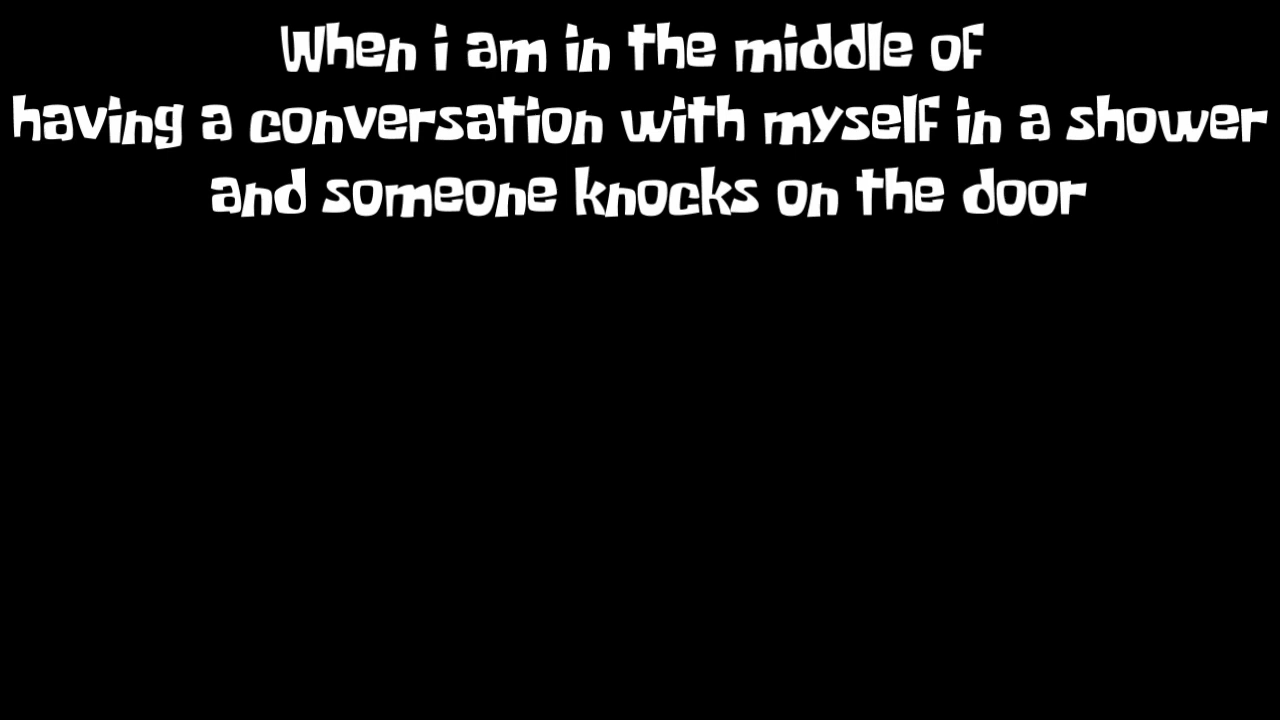 When i am in the middle of
having a conversation with myself in a shower
and someone knocks on the door